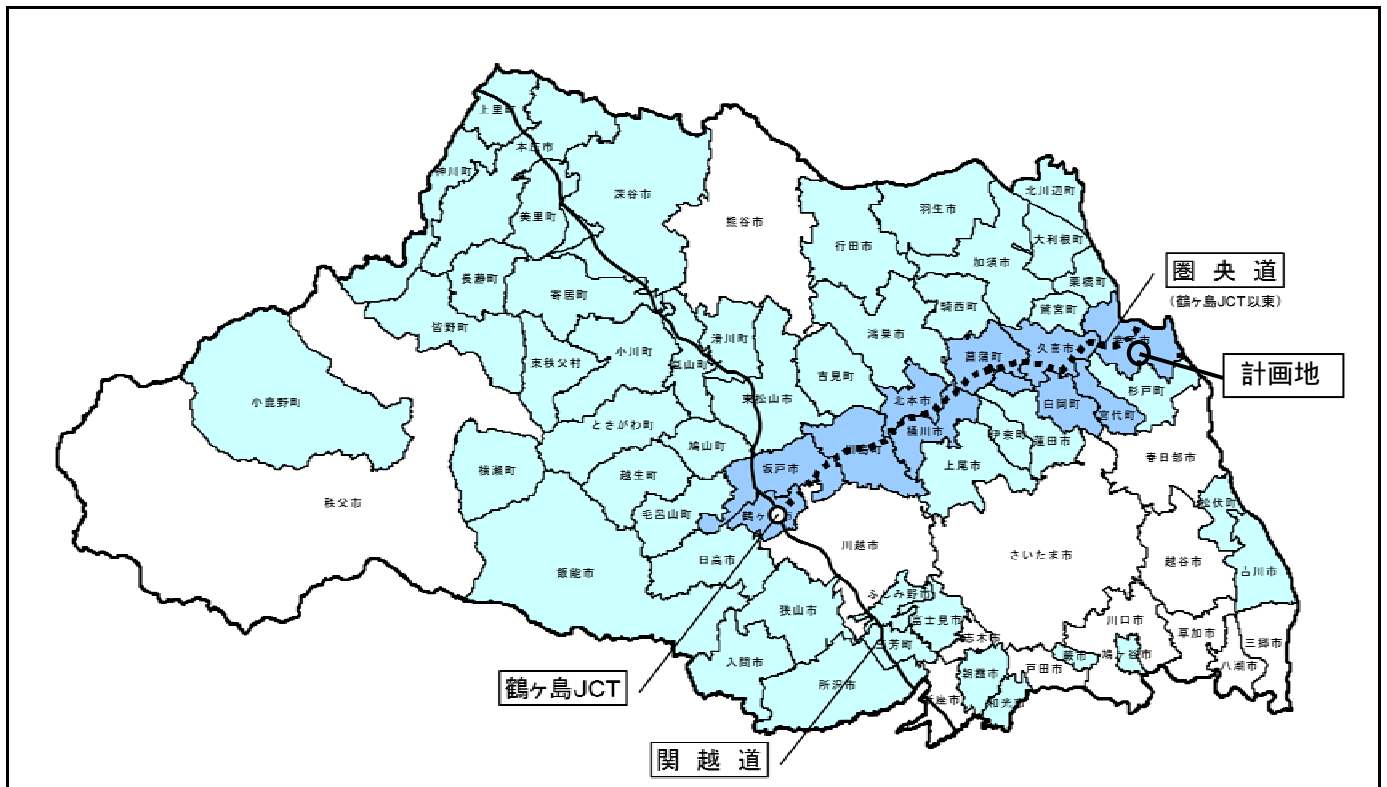 上里町
本庄市
神川町
深谷市
美里町
熊谷市
北川辺町
羽生市
行田市
大利根町
加須市
圏央道
(鶴ヶ島JCT以東)
長瀞町
栗橋町
寄居町
騎西町
鷲宮町
皆野町
鴻巣市
滑川町
小川町
東秩父村
嵐山町
菖蒲町
久喜市
計画地
吉見町
杉戸町
小鹿野町
東松山市
北本市
白岡町
宮代町
ときがわ町
桶川市
伊奈町
鳩山町
蓮田市
春日部市
横瀬町
坂戸市
上尾市
越生町
秩父市
松伏町
毛呂山町
川越市
さいたま市
日高市
越谷市
飯能市
吉川市
ふじみ野市
狭山市
富士見市
川口市
草加市
三郷市
志木市
入間市
鳩ヶ谷市
八潮市
戸田市
蕨市
朝霞市
所沢市
鶴ヶ島JCT
和光市
関越道